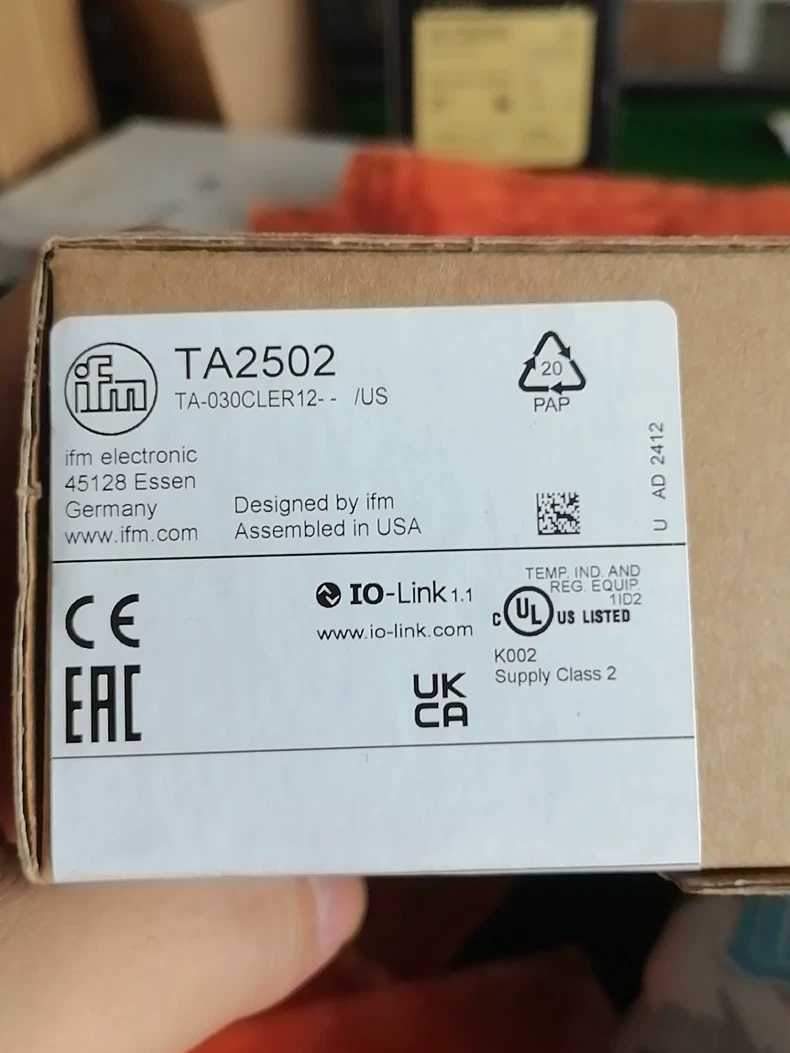 ifm
TA2502
TA-030CLER12- - /US
20
PAP
ifm electronic
45128 Essen
Germany
www.ifm.com
Designed by ifm
Assembled in USA
U AD 2412
CE
EAC
IO-Link 1.1
www.io-link.com
UK
CA
TEMP. IND. AND
REG. EQUIP.
1ID2
C UL US LISTED
K002
Supply Class 2